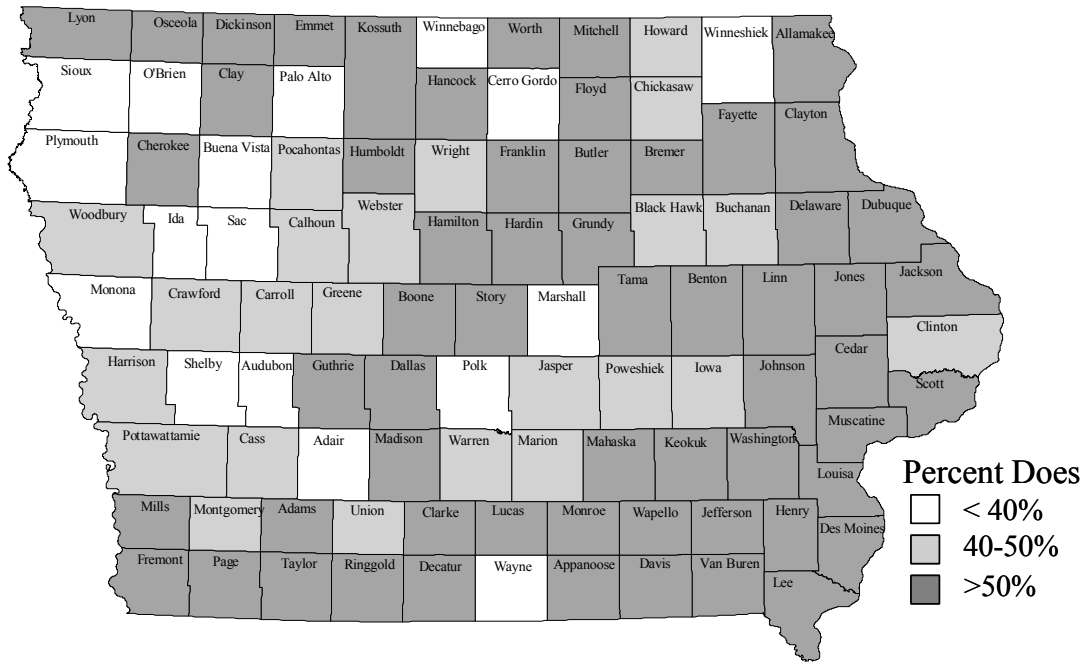 Lyon Osceola Dickinson Emmet Kossuth Winnebago Worth Mitchell Howard Winneshiek Allamakee
Sioux O'Brien Clay Palo Alto Hancock Cerro Gordo Floyd Chickasaw
Fayette Clayton
Plymouth Cherokee Buena Vista Pocahontas Humboldt Wright Franklin Butler Bremer
Woodbury Ida Sac Calhoun Webster Hamilton Hardin Grundy Black Hawk Buchanan Delaware Dubuque
Monona Crawford Carroll Greene Boone Story Marshall Tama Benton Linn Jones Jackson
Clinton
Harrison Shelby Audubon Guthrie Dallas Polk Jasper Poweshiek Iowa Johnson Cedar
Scott
Muscatine
Pottawattamie Cass Adair Madison Warren Marion Mahaska Keokuk Washington
Louisa
Mills Montgomery Adams Union Clarke Lucas Monroe Wapello Jefferson Henry Des Moines
Fremont Page Taylor Ringgold Decatur Wayne Appanoose Davis Van Buren Lee
Percent Does
< 40%
40-50%
>50%